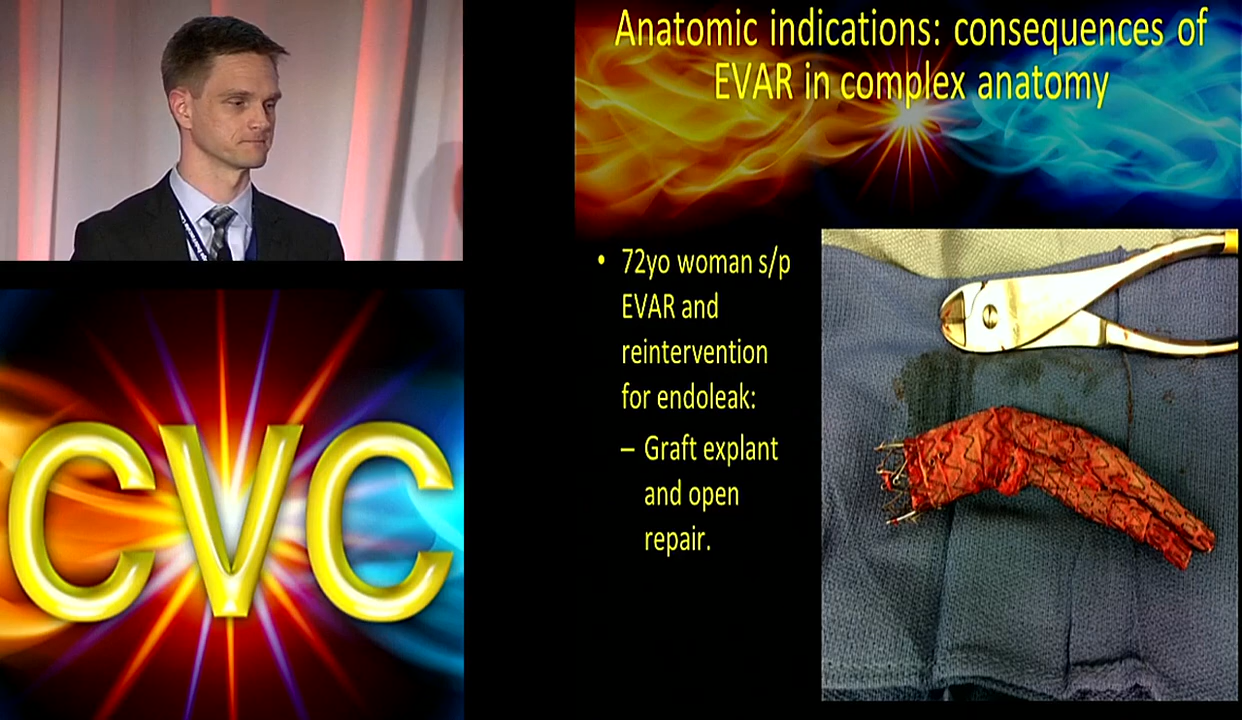 Anatomic indications: consequences of
EVAR in complex anatomy
• 72yo woman s/p
EVAR and
reintervention
for endoleak:
– Graft explant
and open
repair.
CVC